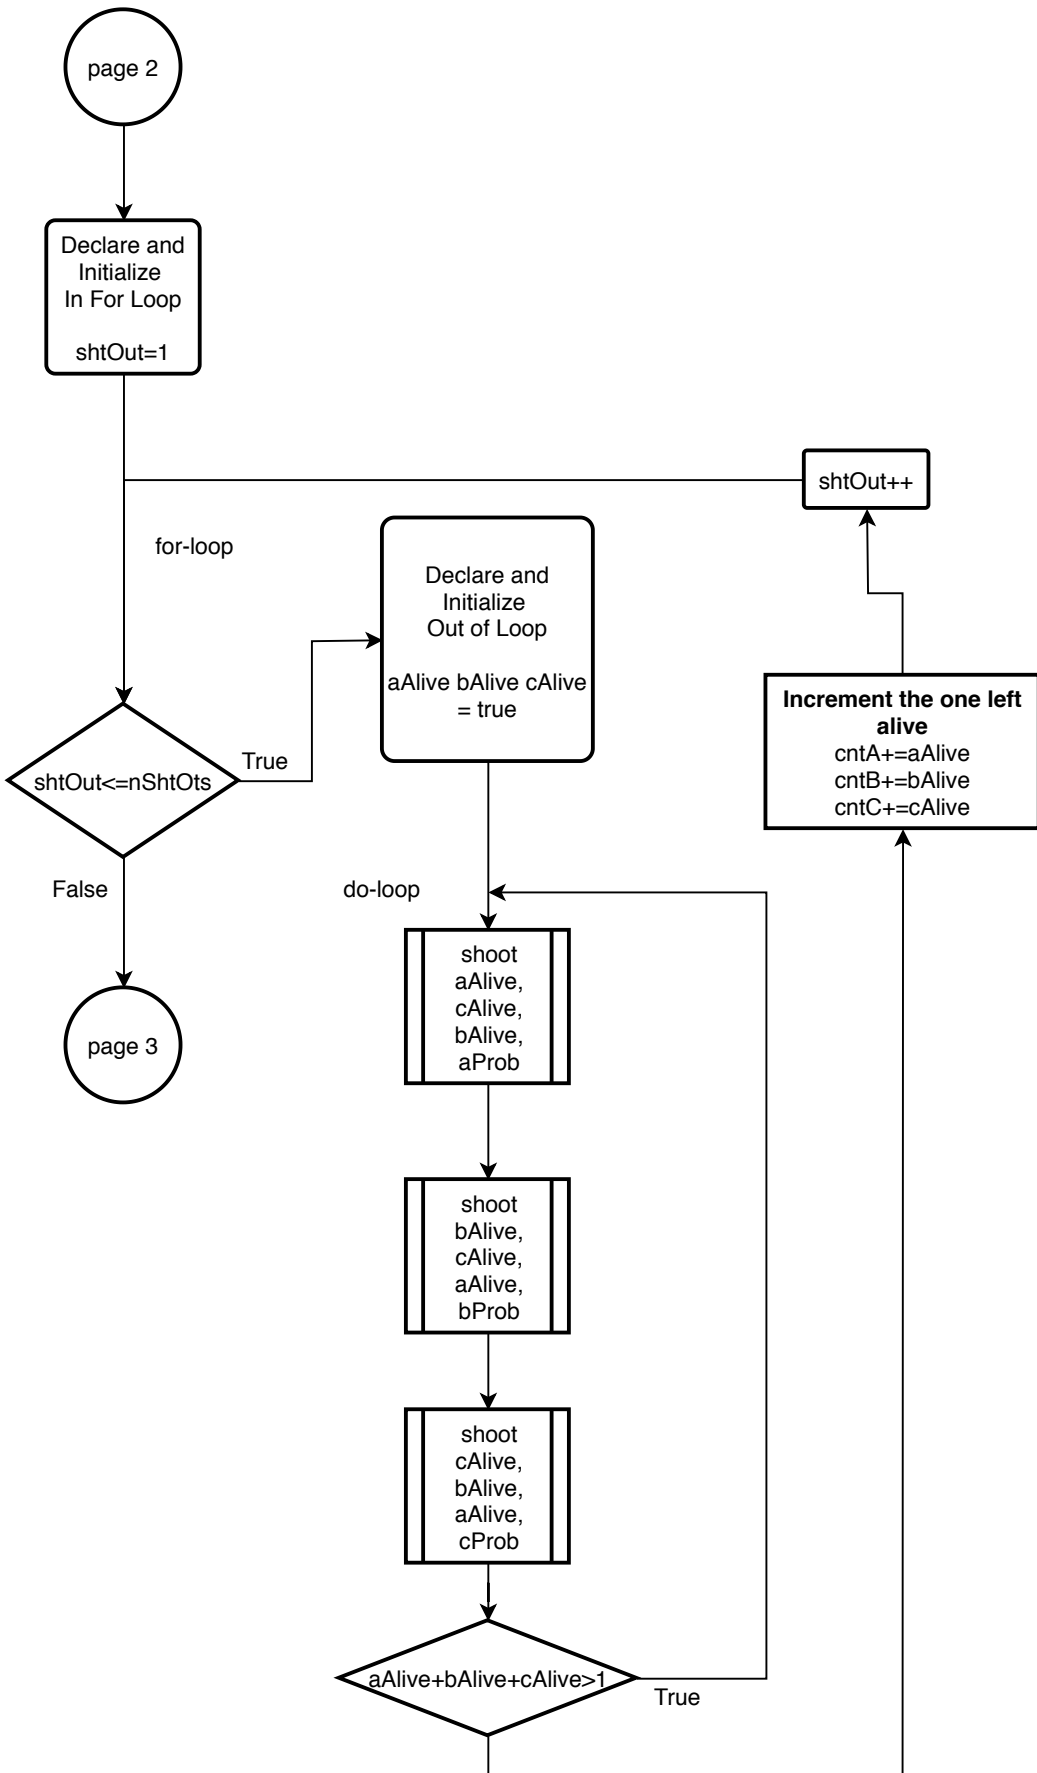 page 2
Declare and
Initialize
In For Loop
shtOut=1
shtOut++
for-loop
Declare and
Initialize
Out of Loop
aAlive bAlive cAlive
= true
Increment the one left
alive
cntA+=aAlive
cntB+=bAlive
cntC+=cAlive
shtOut<=nShtOts
True
False
do-loop
page 3
shoot
aAlive,
cAlive,
bAlive,
aProb
shoot
bAlive,
cAlive,
aAlive,
bProb
shoot
cAlive,
bAlive,
aAlive,
cProb
aAlive+bAlive+cAlive>1
True